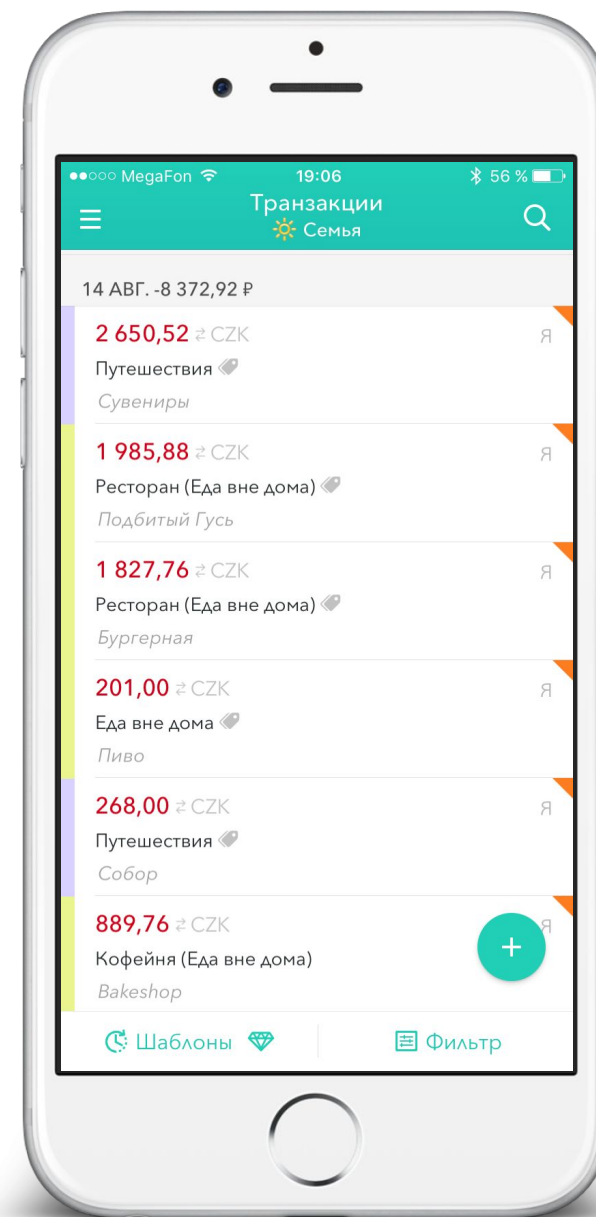 MegaFon 19:06 56 %
Транзакции
Семья
14 АВГ. -8 372,92 ₽
2 650,52 ⇄ CZK Я
Путешествия
Сувениры
1 985,88 ⇄ CZK Я
Ресторан (Еда вне дома)
Подбитый Гусь
1 827,76 ⇄ CZK Я
Ресторан (Еда вне дома)
Бургерная
201,00 ⇄ CZK Я
Еда вне дома
Пиво
268,00 ⇄ CZK Я
Путешествия
Собор
889,76 ⇄ CZK Я
Кофейня (Еда вне дома)
+
Bakeshop
Шаблоны Фильтр